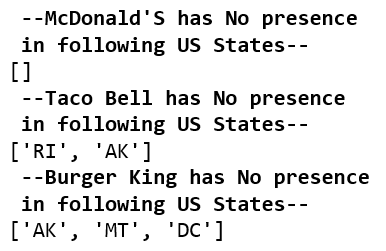 --McDonald'S has No presence
in following US States--
[]
--Taco Bell has No presence
in following US States--
['RI', 'AK']
--Burger King has No presence
in following US States--
['AK', 'MT', 'DC']